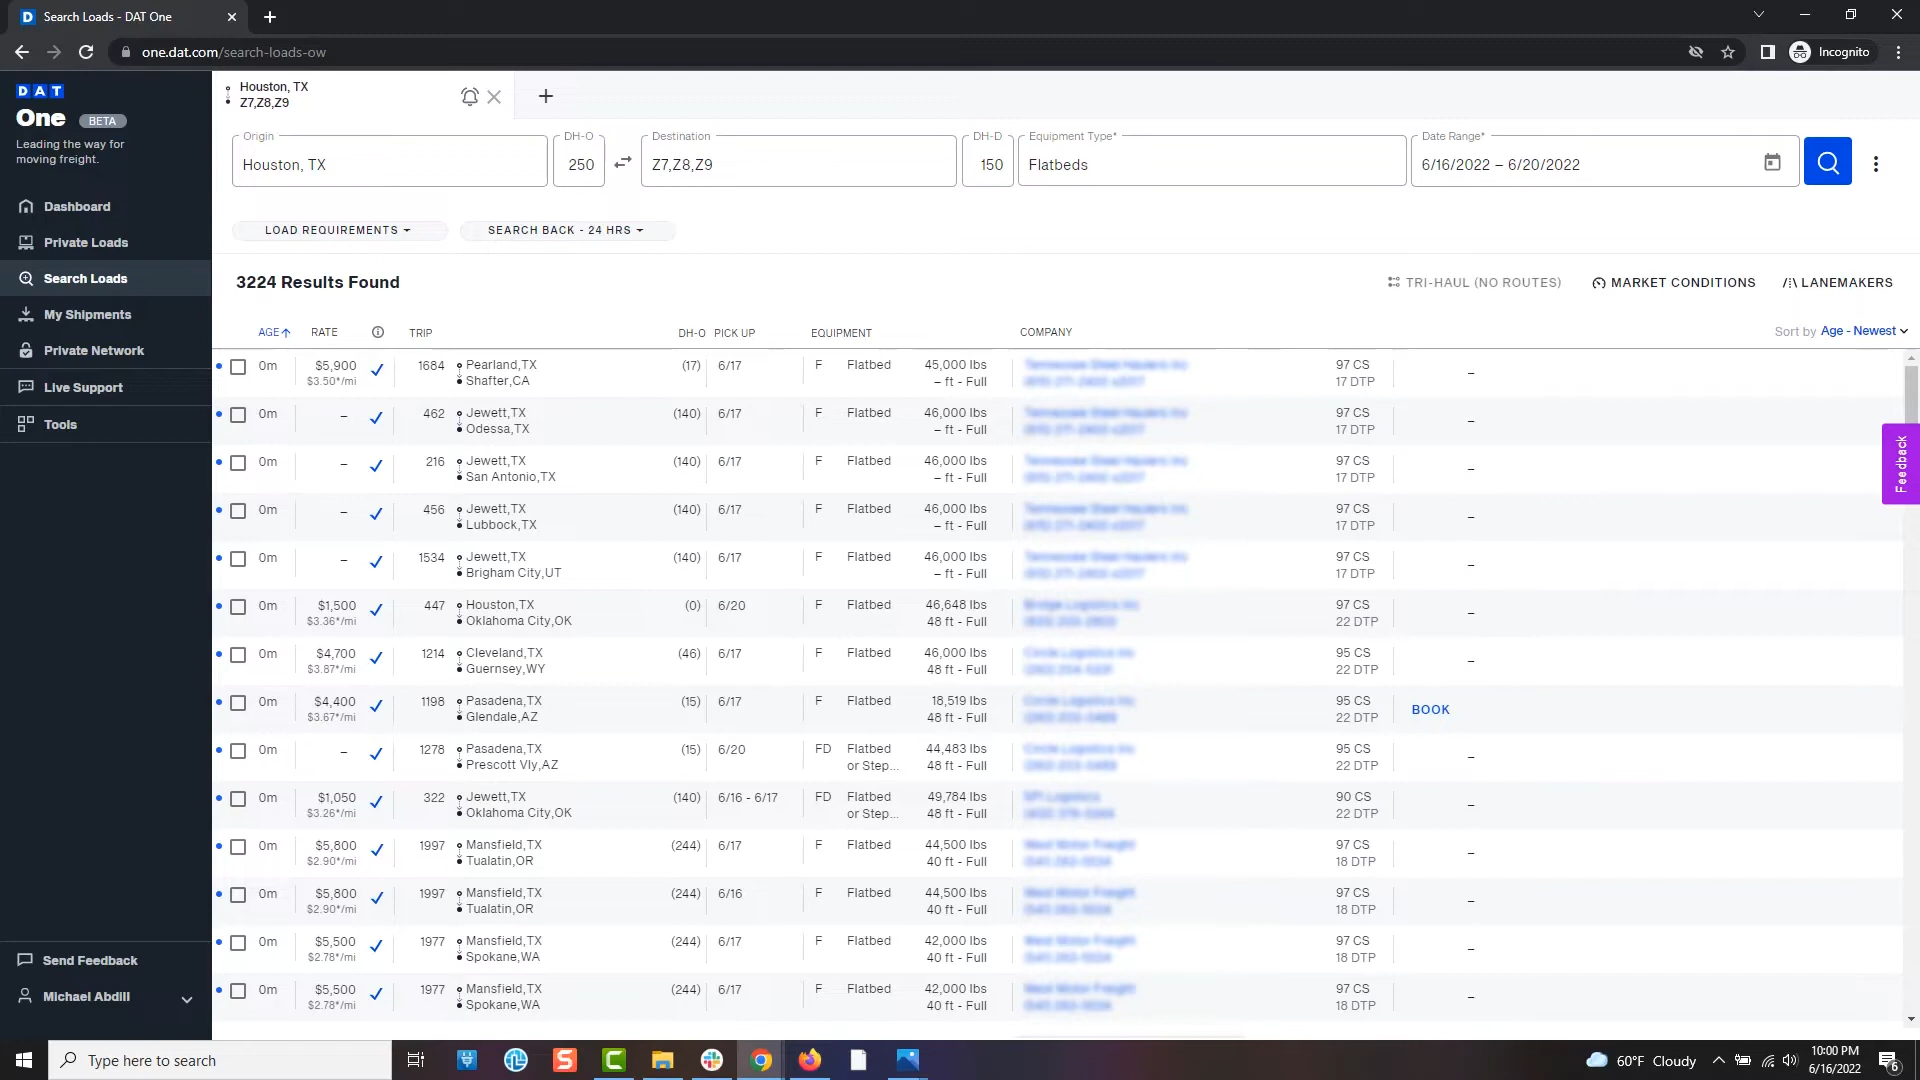 Search Loads - DAT One
one.dat.com/search-loads-ow
Incognito
DAT
One BETA
Leading the way for
moving freight.
Dashboard
Private Loads
Search Loads
My Shipments
Private Network
Live Support
Tools
Send Feedback
Michael Abdill
Houston, TX
Z7,Z8,Z9
Origin
Houston, TX
DH-O
250
Destination
Z7,Z8,Z9
DH-D
150
Equipment Type*
Flatbeds
Date Range*
6/16/2022 – 6/20/2022
LOAD REQUIREMENTS
SEARCH BACK - 24 HRS
3224 Results Found
TRI-HAUL (NO ROUTES)
MARKET CONDITIONS
LANEMAKERS
AGE RATE TRIP DH-O PICK UP EQUIPMENT COMPANY
Sort by Age - Newest
0m $5,900 1684 Pearland,TX (17) 6/17 F Flatbed 45,000 lbs 97 CS –
$3.50*/mi Shafter,CA – ft - Full 17 DTP
0m – 462 Jewett,TX (140) 6/17 F Flatbed 46,000 lbs 97 CS –
Odessa,TX – ft - Full 17 DTP
0m – 216 Jewett,TX (140) 6/17 F Flatbed 46,000 lbs 97 CS –
San Antonio,TX – ft - Full 17 DTP
0m – 456 Jewett,TX (140) 6/17 F Flatbed 46,000 lbs 97 CS –
Lubbock,TX – ft - Full 17 DTP
0m – 1534 Jewett,TX (140) 6/17 F Flatbed 46,000 lbs 97 CS –
Brigham City,UT – ft - Full 17 DTP
0m $1,500 447 Houston,TX (0) 6/20 F Flatbed 46,648 lbs 97 CS –
$3.36*/mi Oklahoma City,OK 48 ft - Full 22 DTP
0m $4,700 1214 Cleveland,TX (46) 6/17 F Flatbed 46,000 lbs 95 CS –
$3.87*/mi Guernsey,WY 48 ft - Full 22 DTP
0m $4,400 1198 Pasadena,TX (15) 6/17 F Flatbed 18,519 lbs 95 CS BOOK
$3.67*/mi Glendale,AZ 48 ft - Full 22 DTP
0m – 1278 Pasadena,TX (15) 6/20 FD Flatbed 44,483 lbs 95 CS –
Prescott Vly,AZ or Step... 48 ft - Full 22 DTP
0m $1,050 322 Jewett,TX (140) 6/16 - 6/17 FD Flatbed 49,784 lbs 90 CS –
$3.26*/mi Oklahoma City,OK or Step... 48 ft - Full 22 DTP
0m $5,800 1997 Mansfield,TX (244) 6/17 F Flatbed 44,500 lbs 97 CS –
$2.90*/mi Tualatin,OR 40 ft - Full 18 DTP
0m $5,800 1997 Mansfield,TX (244) 6/16 F Flatbed 44,500 lbs 97 CS –
$2.90*/mi Tualatin,OR 40 ft - Full 18 DTP
0m $5,500 1977 Mansfield,TX (244) 6/17 F Flatbed 42,000 lbs 97 CS –
$2.78*/mi Spokane,WA 40 ft - Full 18 DTP
0m $5,500 1977 Mansfield,TX (244) 6/17 F Flatbed 42,000 lbs 97 CS –
$2.78*/mi Spokane,WA 40 ft - Full 18 DTP
Feedback
Type here to search
60°F Cloudy
10:00 PM
6/16/2022
6